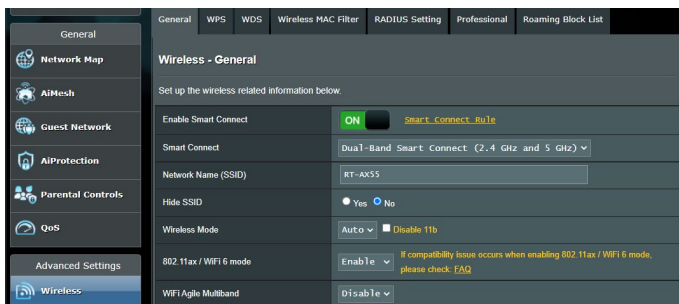 General
WPS
WDS
Wireless MAC Filter
RADIUS Setting
Professional
Roaming Block List
General
Network Map
AiMesh
Guest Network
AiProtection
Parental Controls
QoS
Advanced Settings
Wireless
Wireless - General
Set up the wireless related information below.
Enable Smart Connect
ON
Smart Connect Rule
Smart Connect
Dual-Band Smart Connect (2.4 GHz and 5 GHz)
Network Name (SSID)
RT-AX55
Hide SSID
Yes No
Wireless Mode
Auto
Disable 11b
802.11ax / WiFi 6 mode
Enable
If compatibility issue occurs when enabling 802.11ax / WiFi 6 mode,
please check: FAQ
WiFi Agile Multiband
Disable